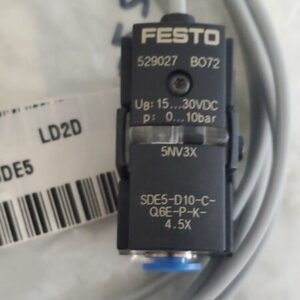 FESTO
529027 BO72
UB: 15...30VDC
p: 0...10bar
5NV3X
SDE5-D10-C-
Q6E-P-K-
4.5X
LD2D
DE5